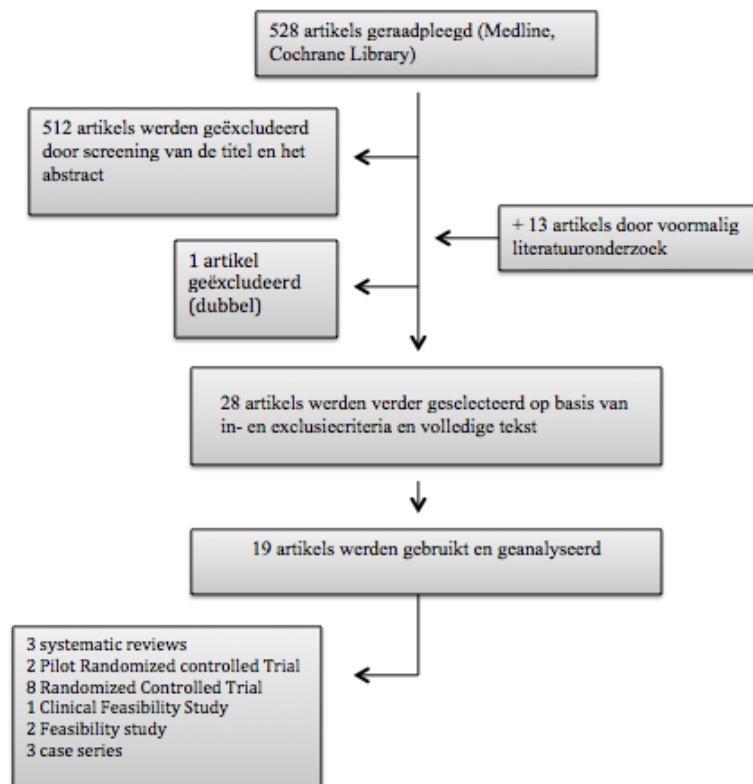 528 artikels geraadpleegd (Medline,
Cochrane Library)
512 artikels werden geëxcludeerd
door screening van de titel en het
abstract
+ 13 artikels door voormalig
literatuuronderzoek
1 artikel
geëxcludeerd
(dubbel)
28 artikels werden verder geselecteerd op basis van
in- en exclusiecriteria en volledige tekst
19 artikels werden gebruikt en geanalyseerd
3 systematic reviews
2 Pilot Randomized controlled Trial
8 Randomized Controlled Trial
1 Clinical Feasibility Study
2 Feasibility study
3 case series